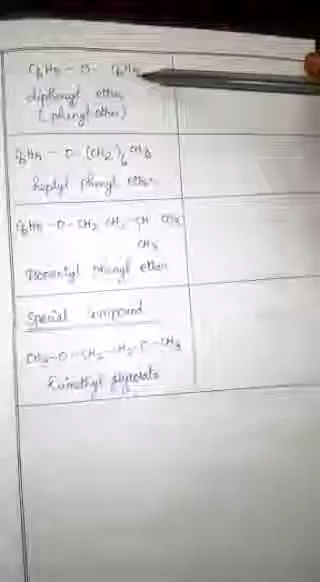 C6H5 - O - C6H5
diphenyl ether
(phenyl ether)
C6H5 - O - (CH2)6 CH3
heptyl phenyl ether
C6H5 - O - CH2 CH2 - CH CH3
CH3
phenyl ether
Special Compound
CH3 - O - CH2 - CH2 - O - CH3